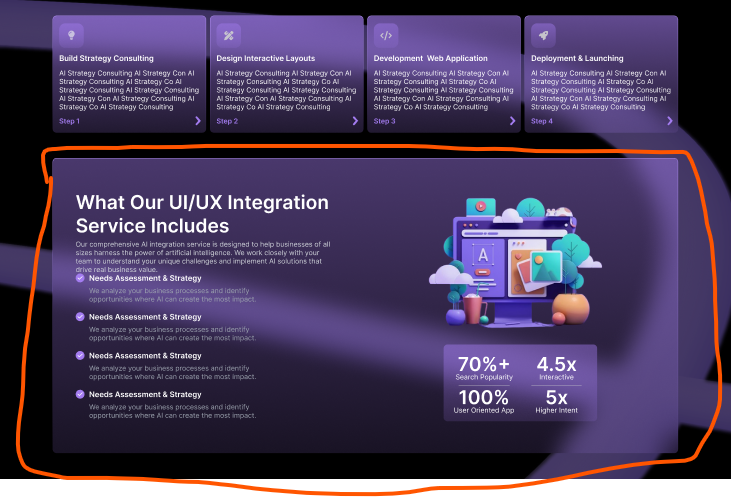 Build Strategy Consulting
AI Strategy Consulting AI Strategy Con AI
Strategy Consulting AI Strategy Co AI
Strategy Consulting AI Strategy Consulting
AI Strategy Con AI Strategy Consulting AI
Strategy Co AI Strategy Consulting
Step 1
Design Interactive Layouts
AI Strategy Consulting AI Strategy Con AI
Strategy Consulting AI Strategy Co AI
Strategy Consulting AI Strategy Consulting
AI Strategy Con AI Strategy Consulting AI
Strategy Co AI Strategy Consulting
Step 2
Development Web Application
AI Strategy Consulting AI Strategy Con AI
Strategy Consulting AI Strategy Co AI
Strategy Consulting AI Strategy Consulting
AI Strategy Con AI Strategy Consulting AI
Strategy Co AI Strategy Consulting
Step 3
Deployment & Launching
AI Strategy Consulting AI Strategy Con AI
Strategy Consulting AI Strategy Co AI
Strategy Consulting AI Strategy Consulting
AI Strategy Con AI Strategy Consulting AI
Strategy Co AI Strategy Consulting
Step 4
What Our UI/UX Integration
Service Includes
Our comprehensive AI integration service is designed to help businesses of all
sizes harness the power of artificial intelligence. We work closely with your
team to understand your unique challenges and implement AI solutions that
drive real business value.
Needs Assessment & Strategy
We analyze your business processes and identify
opportunities where AI can create the most impact.
Needs Assessment & Strategy
We analyze your business processes and identify
opportunities where AI can create the most impact.
Needs Assessment & Strategy
We analyze your business processes and identify
opportunities where AI can create the most impact.
Needs Assessment & Strategy
We analyze your business processes and identify
opportunities where AI can create the most impact.
A
70%+
Search Popularity
4.5x
Interactive
100%
User Oriented App
5x
Higher Intent